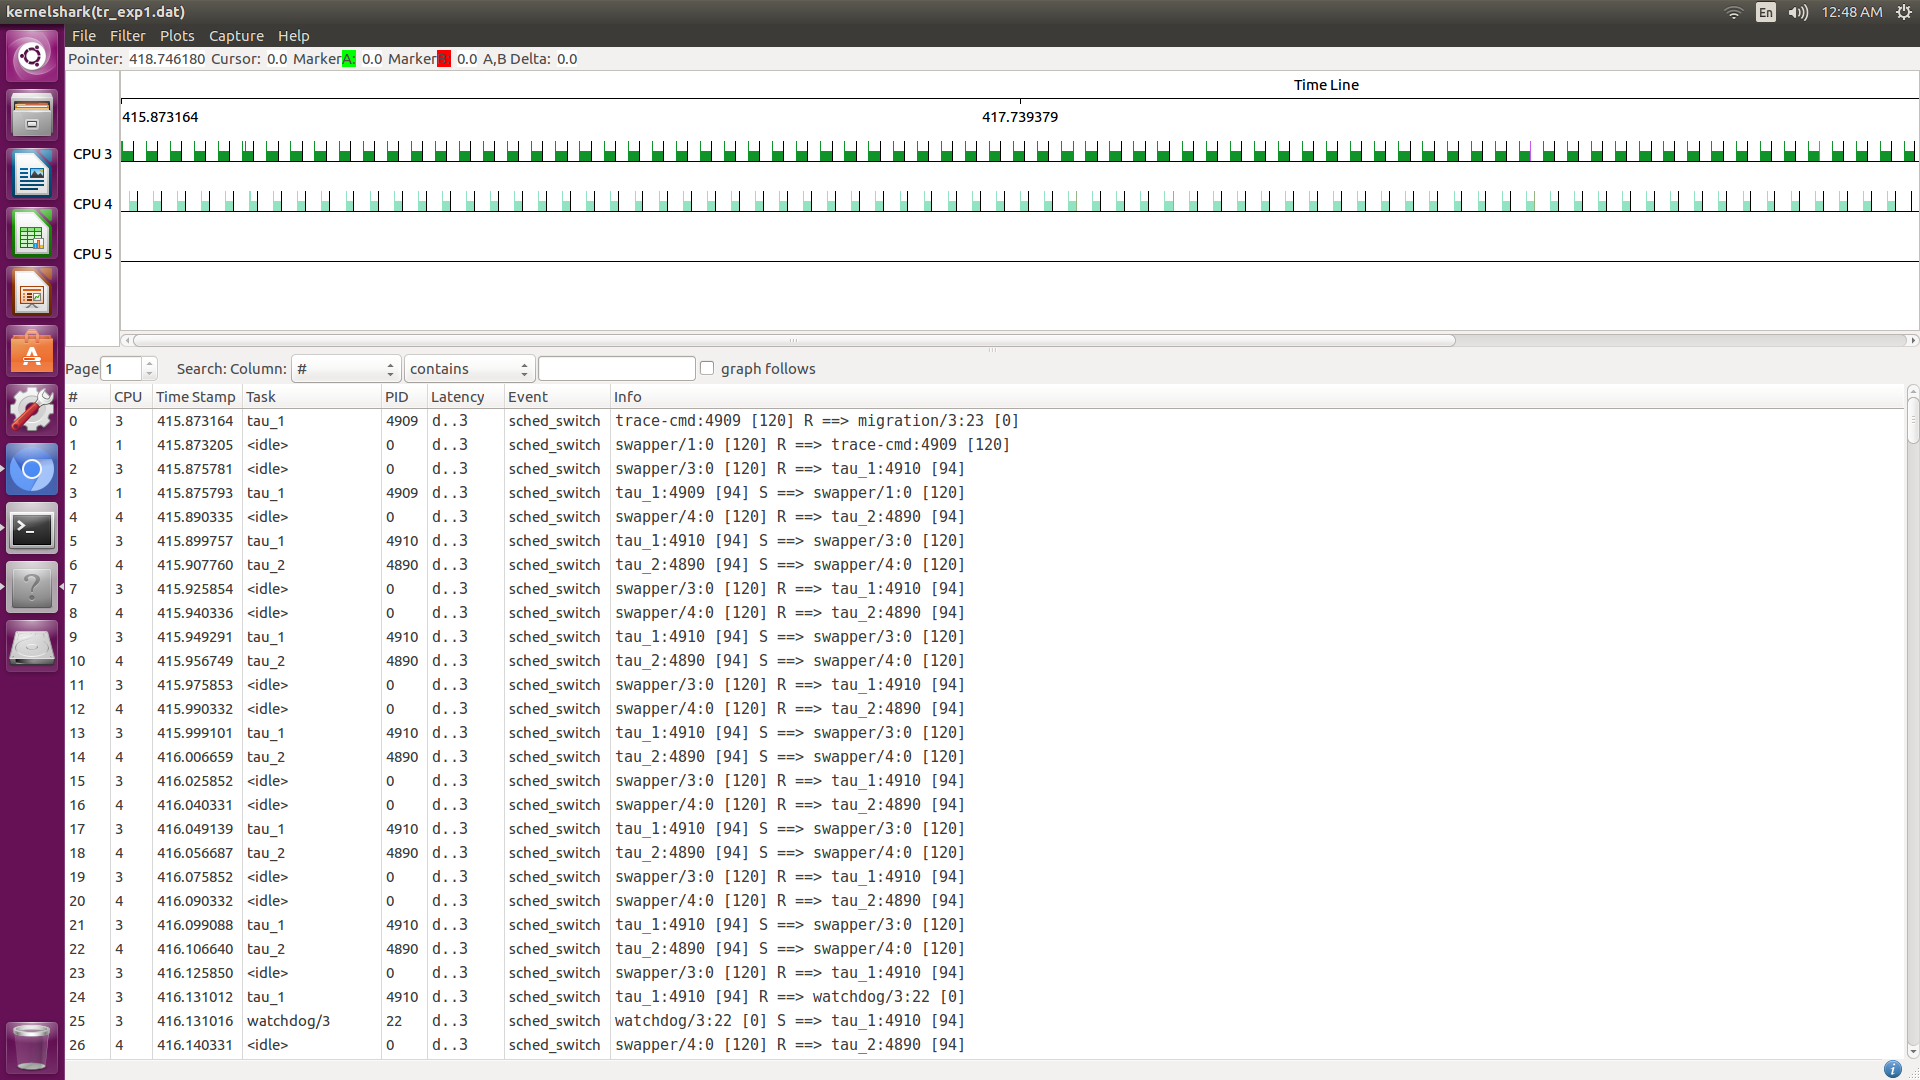 kernelshark(tr_exp1.dat)
En 12:48 AM
File Filter Plots Capture Help
Pointer: 418.746180 Cursor: 0.0 MarkerA: 0.0 Marker 0.0 A,B Delta: 0.0
Time Line
415.873164 417.739379
CPU 3
CPU 4
CPU 5
Page 1 Search: Column: # contains graph follows
# CPU Time Stamp Task PID Latency Event Info
0 3 415.873164 tau_1 4909 d..3 sched_switch trace-cmd:4909 [120] R ==> migration/3:23 [0]
1 1 415.873205 <idle> 0 d..3 sched_switch swapper/1:0 [120] R ==> trace-cmd:4909 [120]
2 3 415.875781 <idle> 0 d..3 sched_switch swapper/3:0 [120] R ==> tau_1:4910 [94]
3 1 415.875793 tau_1 4909 d..3 sched_switch tau_1:4909 [94] S ==> swapper/1:0 [120]
4 4 415.890335 <idle> 0 d..3 sched_switch swapper/4:0 [120] R ==> tau_2:4890 [94]
5 3 415.899757 tau_1 4910 d..3 sched_switch tau_1:4910 [94] S ==> swapper/3:0 [120]
6 4 415.907760 tau_2 4890 d..3 sched_switch tau_2:4890 [94] S ==> swapper/4:0 [120]
7 3 415.925854 <idle> 0 d..3 sched_switch swapper/3:0 [120] R ==> tau_1:4910 [94]
8 4 415.940336 <idle> 0 d..3 sched_switch swapper/4:0 [120] R ==> tau_2:4890 [94]
9 3 415.949291 tau_1 4910 d..3 sched_switch tau_1:4910 [94] S ==> swapper/3:0 [120]
10 4 415.956749 tau_2 4890 d..3 sched_switch tau_2:4890 [94] S ==> swapper/4:0 [120]
11 3 415.975853 <idle> 0 d..3 sched_switch swapper/3:0 [120] R ==> tau_1:4910 [94]
12 4 415.990332 <idle> 0 d..3 sched_switch swapper/4:0 [120] R ==> tau_2:4890 [94]
13 3 415.999101 tau_1 4910 d..3 sched_switch tau_1:4910 [94] S ==> swapper/3:0 [120]
14 4 416.006659 tau_2 4890 d..3 sched_switch tau_2:4890 [94] S ==> swapper/4:0 [120]
15 3 416.025852 <idle> 0 d..3 sched_switch swapper/3:0 [120] R ==> tau_1:4910 [94]
16 4 416.040331 <idle> 0 d..3 sched_switch swapper/4:0 [120] R ==> tau_2:4890 [94]
17 3 416.049139 tau_1 4910 d..3 sched_switch tau_1:4910 [94] S ==> swapper/3:0 [120]
18 4 416.056687 tau_2 4890 d..3 sched_switch tau_2:4890 [94] S ==> swapper/4:0 [120]
19 3 416.075852 <idle> 0 d..3 sched_switch swapper/3:0 [120] R ==> tau_1:4910 [94]
20 4 416.090332 <idle> 0 d..3 sched_switch swapper/4:0 [120] R ==> tau_2:4890 [94]
21 3 416.099088 tau_1 4910 d..3 sched_switch tau_1:4910 [94] S ==> swapper/3:0 [120]
22 4 416.106640 tau_2 4890 d..3 sched_switch tau_2:4890 [94] S ==> swapper/4:0 [120]
23 3 416.125850 <idle> 0 d..3 sched_switch swapper/3:0 [120] R ==> tau_1:4910 [94]
24 3 416.131012 tau_1 4910 d..3 sched_switch tau_1:4910 [94] R ==> watchdog/3:22 [0]
25 3 416.131016 watchdog/3 22 d..3 sched_switch watchdog/3:22 [0] S ==> tau_1:4910 [94]
26 4 416.140331 <idle> 0 d..3 sched_switch swapper/4:0 [120] R ==> tau_2:4890 [94]